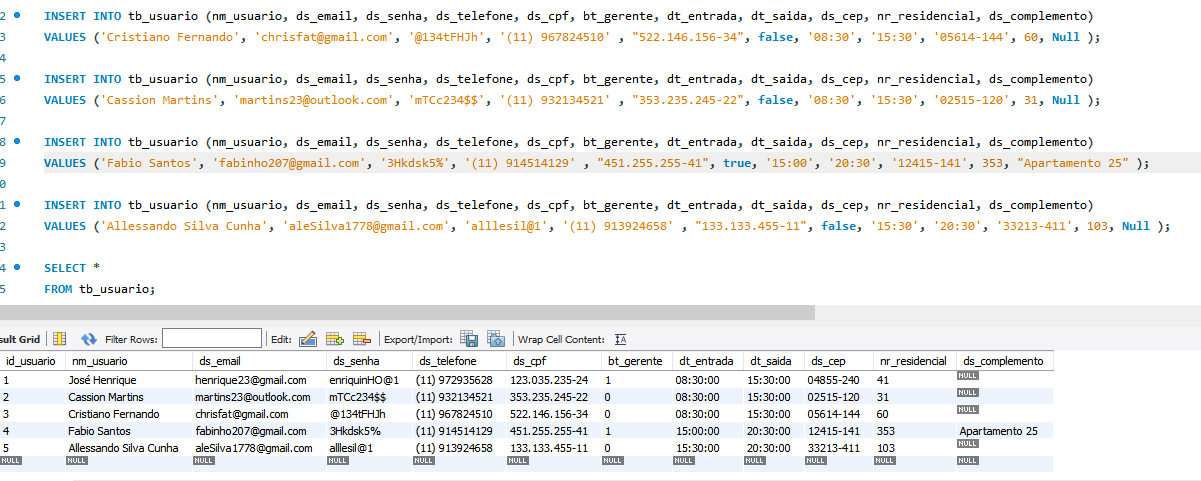 2 INSERT INTO tb_usuario (nm_usuario, ds_email, ds_senha, ds_telefone, ds_cpf, bt_gerente, dt_entrada, dt_saida, ds_cep, nr_residencial, ds_complemento)
3 VALUES ('Cristiano Fernando', 'chrisfat@gmail.com', '@134tFHJh', '(11) 967824510' , "522.146.156-34", false, '08:30', '15:30', '05614-144', 60, Null );
4
5 INSERT INTO tb_usuario (nm_usuario, ds_email, ds_senha, ds_telefone, ds_cpf, bt_gerente, dt_entrada, dt_saida, ds_cep, nr_residencial, ds_complemento)
6 VALUES ('Cassion Martins', 'martins23@outlook.com', 'mTCc234$$', '(11) 932134521' , "353.235.245-22", false, '08:30', '15:30', '02515-120', 31, Null );
7
8 INSERT INTO tb_usuario (nm_usuario, ds_email, ds_senha, ds_telefone, ds_cpf, bt_gerente, dt_entrada, dt_saida, ds_cep, nr_residencial, ds_complemento)
9 VALUES ('Fabio Santos', 'fabinho207@gmail.com', '3Hkdsk5%', '(11) 914514129' , "451.255.255-41", true, '15:00', '20:30', '12415-141', 353, "Apartamento 25" );
0
1 INSERT INTO tb_usuario (nm_usuario, ds_email, ds_senha, ds_telefone, ds_cpf, bt_gerente, dt_entrada, dt_saida, ds_cep, nr_residencial, ds_complemento)
2 VALUES ('Allessando Silva Cunha', 'aleSilva1778@gmail.com', 'alllesil@1', '(11) 913924658' , "133.133.455-11", false, '15:30', '20:30', '33213-411', 103, Null );
3
4 SELECT *
5 FROM tb_usuario;
sult Grid Filter Rows: Edit: Export/Import: Wrap Cell Content: IA
id_usuario nm_usuario ds_email ds_senha ds_telefone ds_cpf bt_gerente dt_entrada dt_saida ds_cep nr_residencial ds_complemento
1 José Henrique henrique23@gmail.com enriquinHO@1 (11) 972935628 123.035.235-24 1 08:30:00 15:30:00 04855-240 41 NULL
2 Cassion Martins martins23@outlook.com mTCc234$$ (11) 932134521 353.235.245-22 0 08:30:00 15:30:00 02515-120 31 NULL
3 Cristiano Fernando chrisfat@gmail.com @134tFHJh (11) 967824510 522.146.156-34 0 08:30:00 15:30:00 05614-144 60 NULL
4 Fabio Santos fabinho207@gmail.com 3Hkdsk5% (11) 914514129 451.255.255-41 1 15:00:00 20:30:00 12415-141 353 Apartamento 25
5 Allessando Silva Cunha aleSilva1778@gmail.com alllesil@1 (11) 913924658 133.133.455-11 0 15:30:00 20:30:00 33213-411 103 NULL
NULL NULL NULL NULL NULL NULL NULL NULL NULL NULL NULL NULL